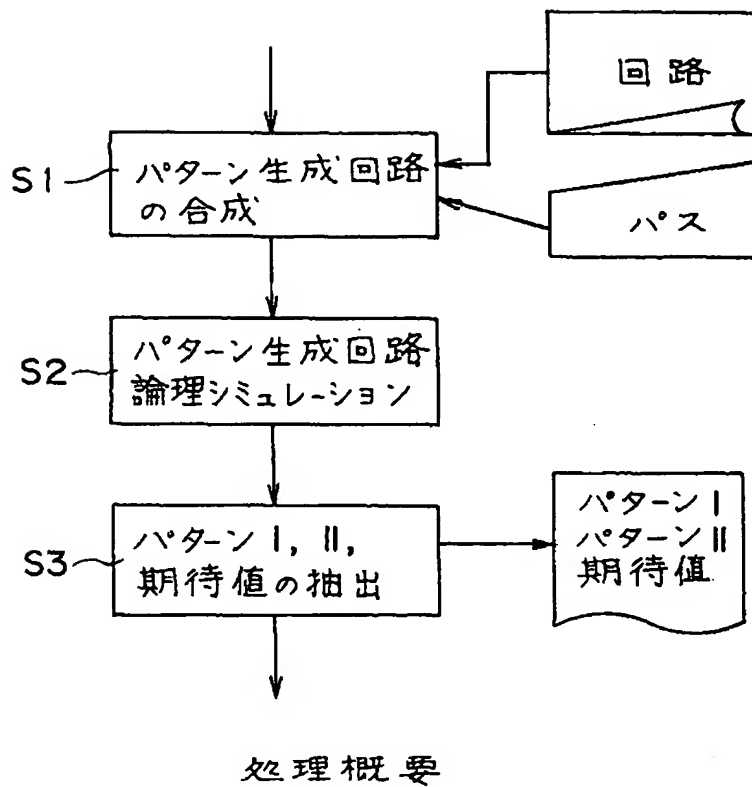 回路
S1
パターン生成回路
の合成
パス
S2
パターン生成回路
論理シミュレーション
S3
パターンⅠ,Ⅱ,
期待値の抽出
パターンⅠ
パターンⅡ
期待値
処理概要